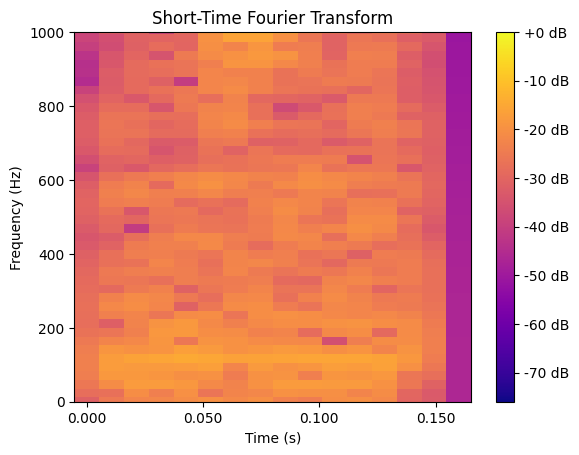 Short-Time Fourier Transform
1000
800
600
400
200
0
Frequency (Hz)
0.000
0.050
0.100
0.150
Time (s)
+0 dB
-10 dB
-20 dB
-30 dB
-40 dB
-50 dB
-60 dB
-70 dB